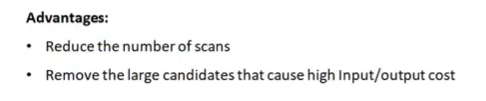 Advantages:
• Reduce the number of scans
• Remove the large candidates that cause high Input/output cost